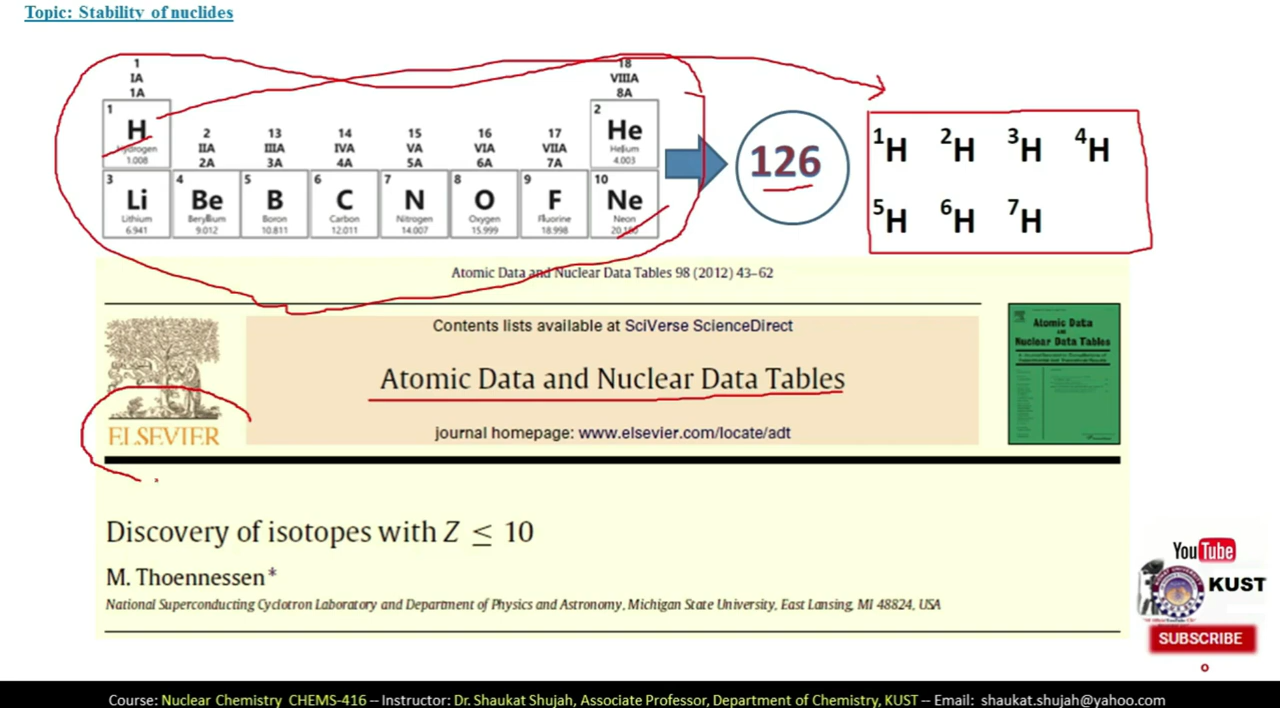 Topic: Stability of nuclides
1
IA
1A
18
VIIIA
8A
1
H
Hydrogen
1.008
2
IIA
2A
13
IIIA
3A
14
IVA
4A
15
VA
5A
16
VIA
6A
17
VIIA
7A
2
He
Helium
4.003
3
Li
Lithium
6.941
4
Be
Beryllium
9.012
5
B
Boron
10.811
6
C
Carbon
12.011
7
N
Nitrogen
14.007
8
O
Oxygen
15.999
9
F
Fluorine
18.998
10
Ne
Neon
126
¹H ²H ³H ⁴H
⁵H ⁶H ⁷H
Atomic Data and Nuclear Data Tables 98 (2012) 43–62
Contents lists available at SciVerse ScienceDirect
Atomic Data and Nuclear Data Tables
journal homepage: www.elsevier.com/locate/adt
ELSEVIER
Atomic Data
AND
Nuclear Data Tables
Discovery of isotopes with Z ≤ 10
M. Thoennessen*
National Superconducting Cyclotron Laboratory and Department of Physics and Astronomy, Michigan State University, East Lansing, MI 48824, USA
YouTube
KUST
SUBSCRIBE
Course: Nuclear Chemistry CHEMS-416 -- Instructor: Dr. Shaukat Shujah, Associate Professor, Department of Chemistry, KUST -- Email: shaukat.shujah@yahoo.com